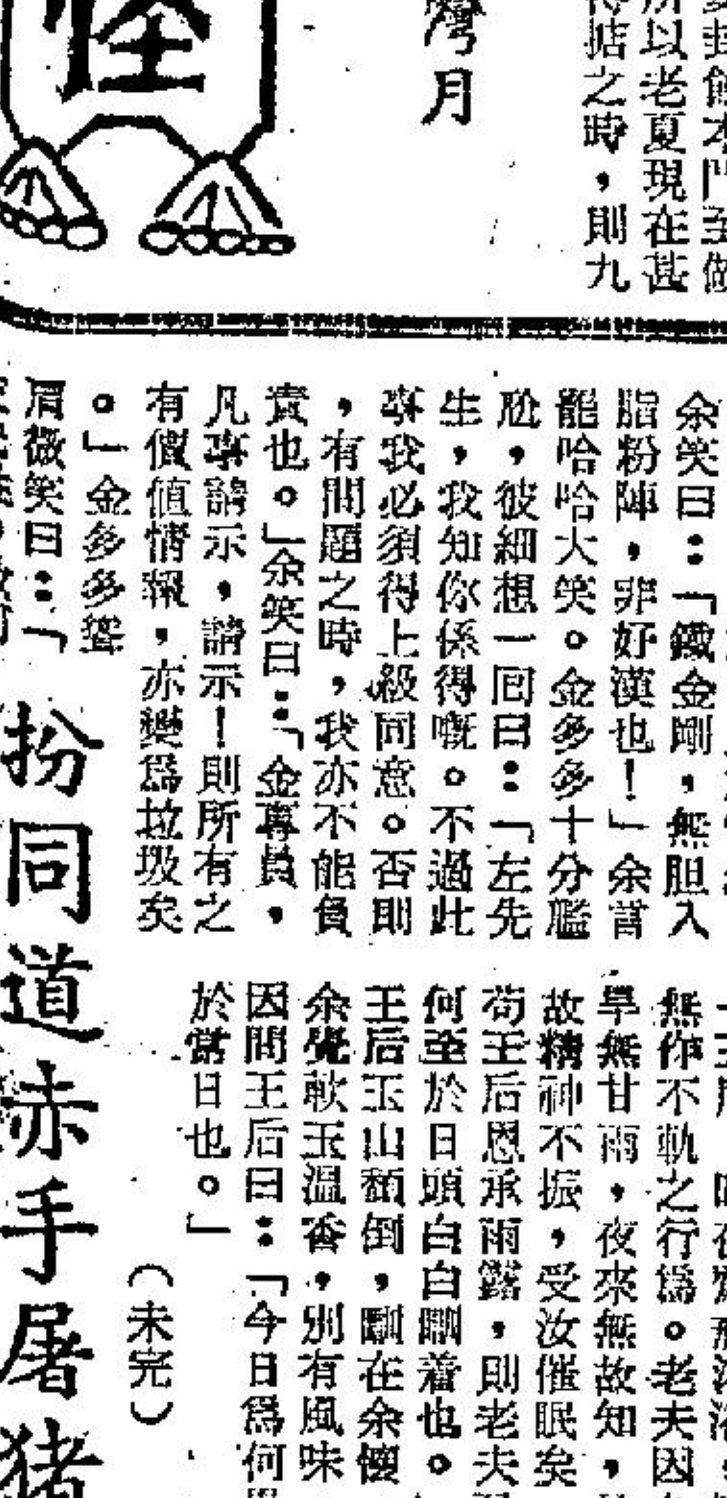 怪
灣月
所以老夏現在甚
掂之時，則九
余笑曰：「鐵金剛，無胆入
脂粉陣，非好漢也！」余嘗
能哈哈大笑。金多多十分尷
尬，彼細想一回曰：「左先
生，我知你係得嘅。不過此
事我必須得上級同意。否則
，有問題之時，我亦不能負
責也。」余笑曰：「金專員，
凡事請示，請示！則所有之
有價值情報，亦變為垃圾矣
。」金多多聳
肩微笑曰：「
扮同道赤手屠猪
無作不軌之行為。老夫因
旱無甘雨，夜來無故知，
故精神不振，受汝催眠矣
苟王后恩承雨露，則老夫
何至於日頭白白瞓着也。
王后玉山頹倒，瞓在余懷
余覺軟玉溫香，別有風味
因問王后曰：「今日為何
於常日也。」
（未完）